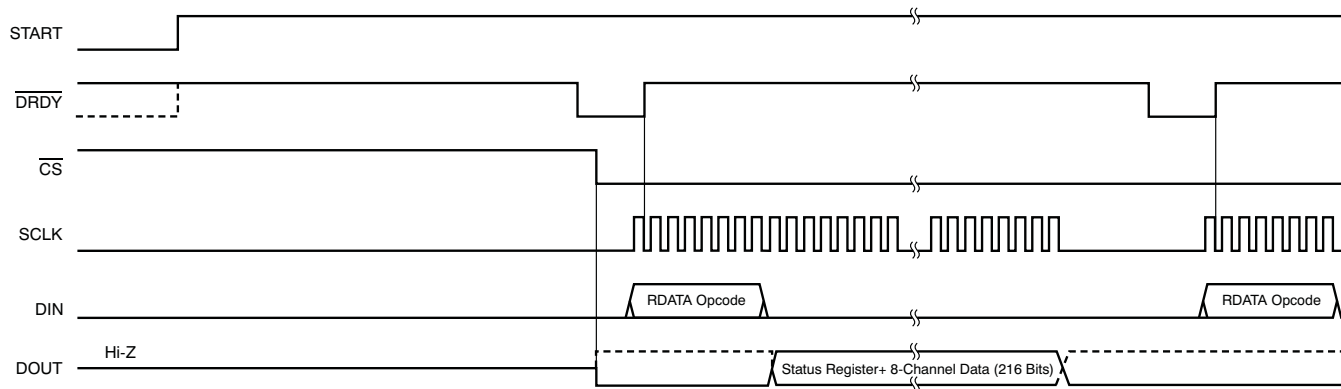 START
DRDY
CS
SCLK
DIN
RDATA Opcode
RDATA Opcode
Hi-Z
DOUT
Status Register+ 8-Channel Data (216 Bits)